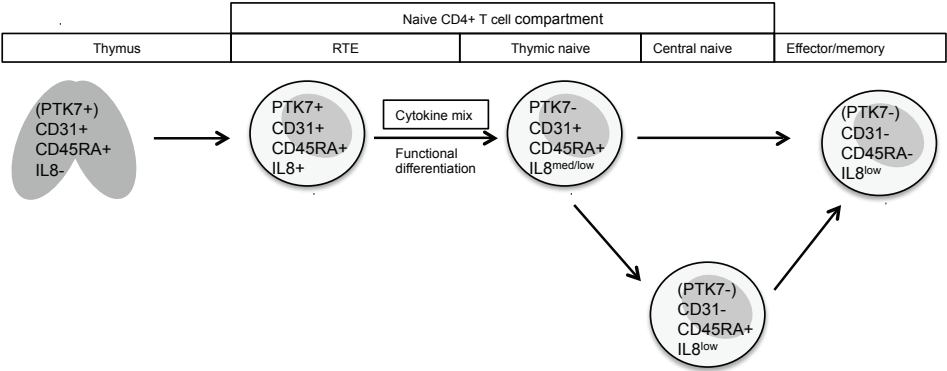 Naive CD4+ T cell compartment
Thymus
RTE
Thymic naive
Central naive
Effector/memory
(PTK7+)
CD31+
CD45RA+
IL8-
PTK7+
CD31+
CD45RA+
IL8+
Cytokine mix
Functional
differentiation
PTK7-
CD31+
CD45RA+
IL8med/low
(PTK7-)
CD31-
CD45RA-
IL8low
(PTK7-)
CD31-
CD45RA+
IL8low